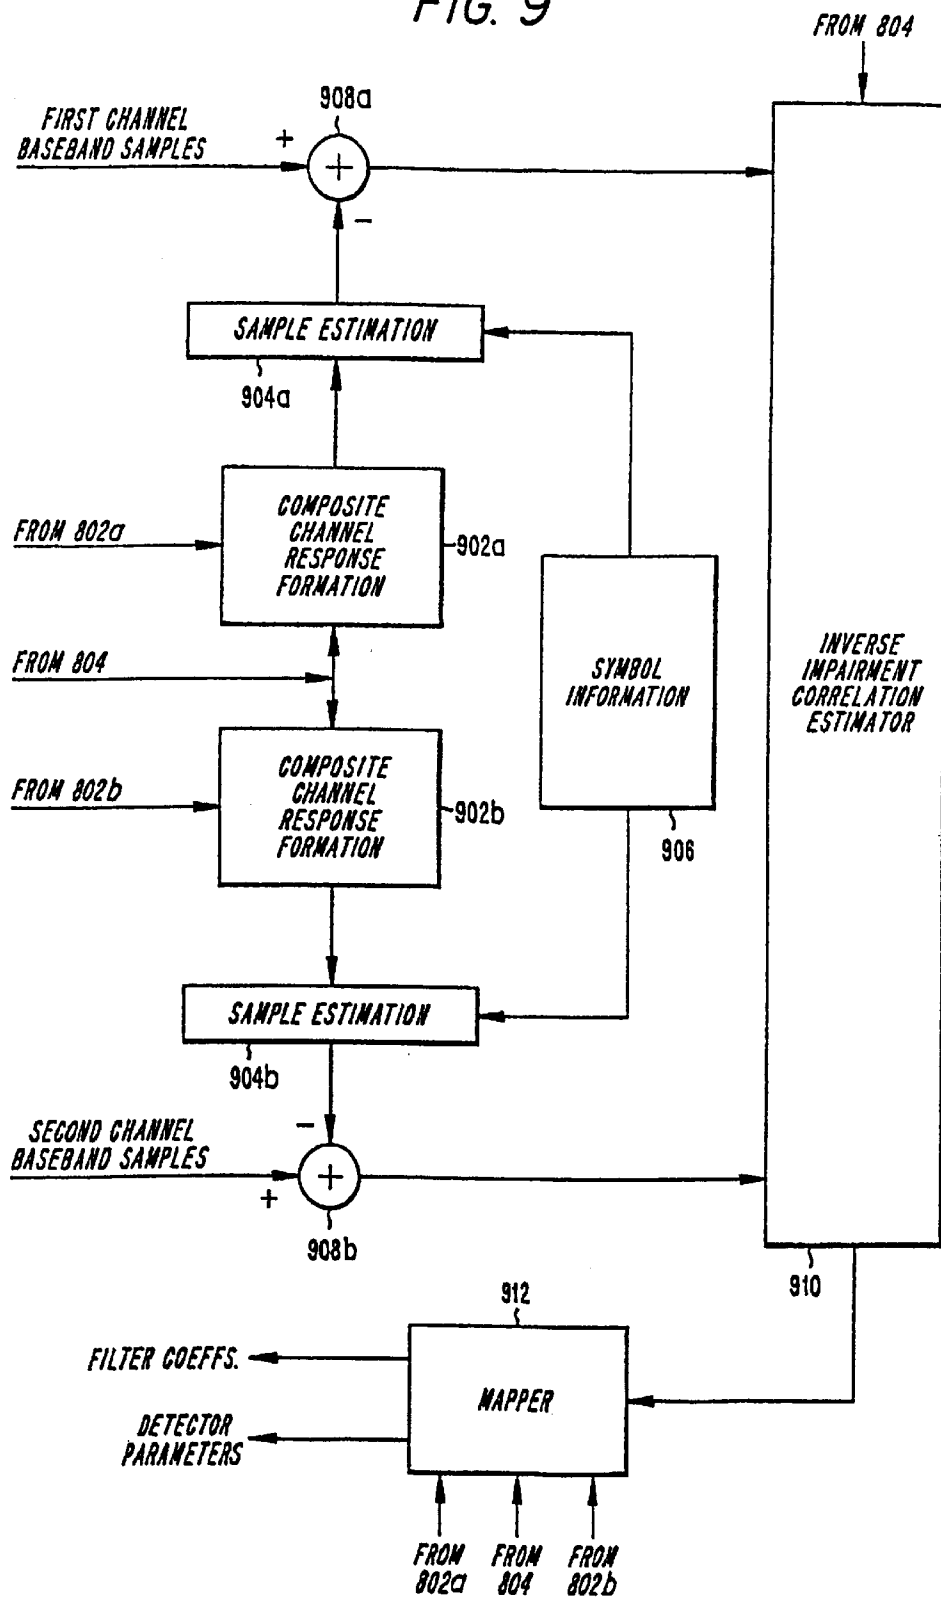 FIG. 9
FROM 804
908a
FIRST CHANNEL
BASEBAND SAMPLES
+
+
−
SAMPLE ESTIMATION
904a
COMPOSITE
CHANNEL
RESPONSE
FORMATION
FROM 802a
902a
FROM 804
SYMBOL
INFORMATION
INVERSE
IMPAIRMENT
CORRELATION
ESTIMATOR
COMPOSITE
CHANNEL
RESPONSE
FORMATION
FROM 802b
902b
906
SAMPLE ESTIMATION
904b
−
SECOND CHANNEL
BASEBAND SAMPLES
+
+
908b
910
912
FILTER COEFFS.
MAPPER
DETECTOR
PARAMETERS
FROM
802a
FROM
804
FROM
802b